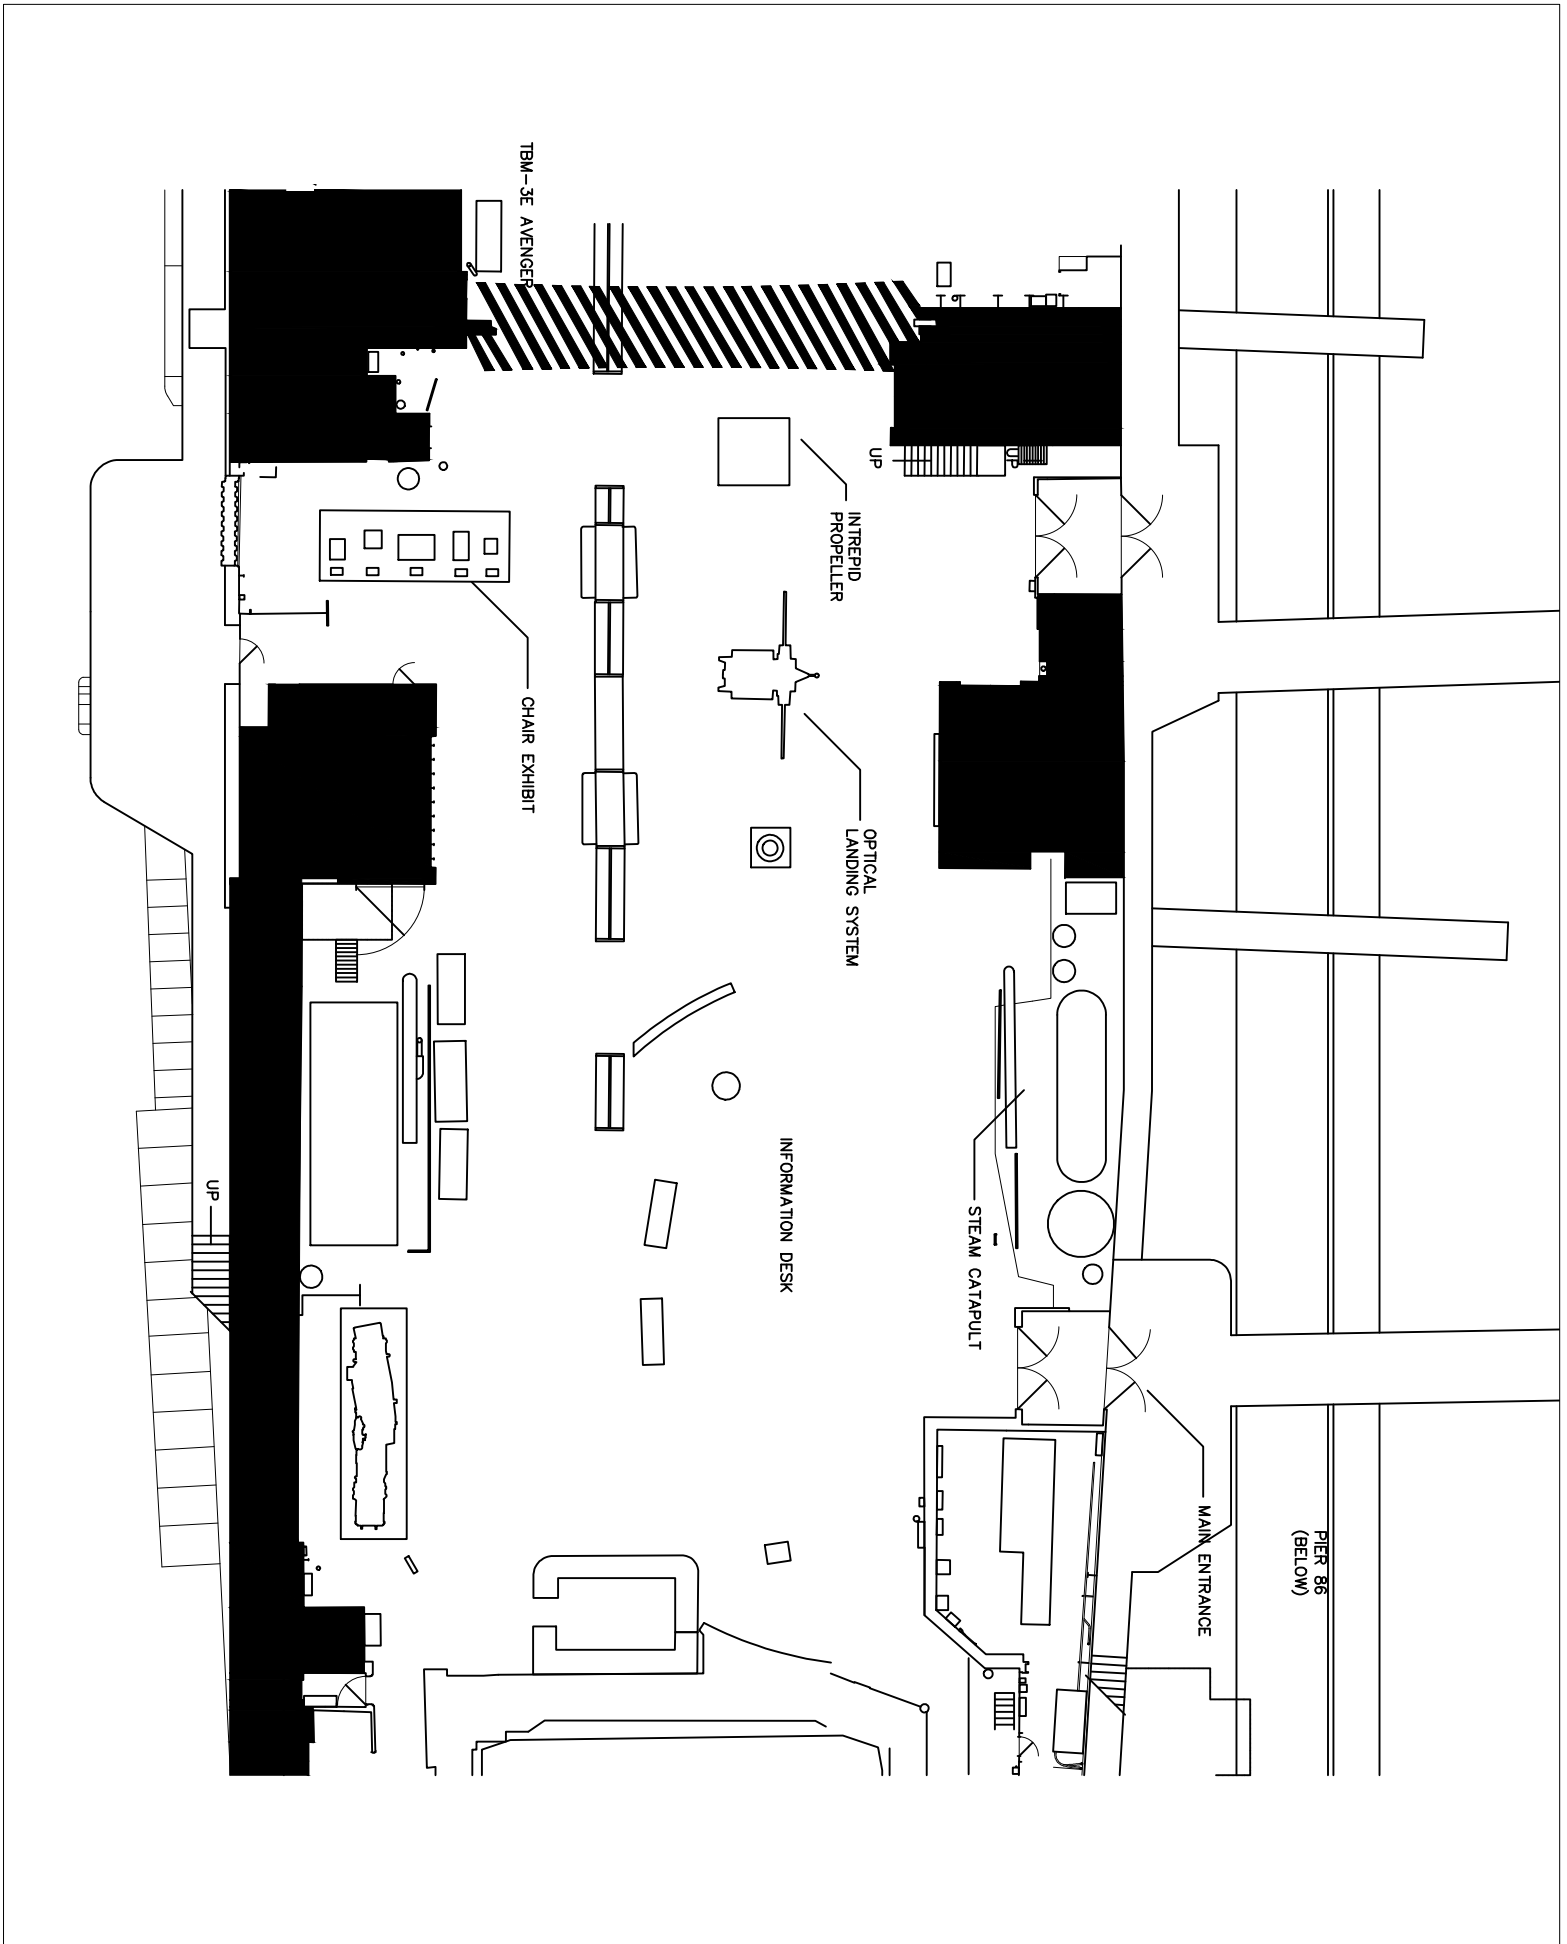 TBM-3E AVENGER
UP
UP
INTREPID
PROPELLER
CHAIR EXHIBIT
OPTICAL
LANDING SYSTEM
INFORMATION DESK
STEAM CATAPULT
UP
MAIN ENTRANCE
PIER 86
(BELOW)